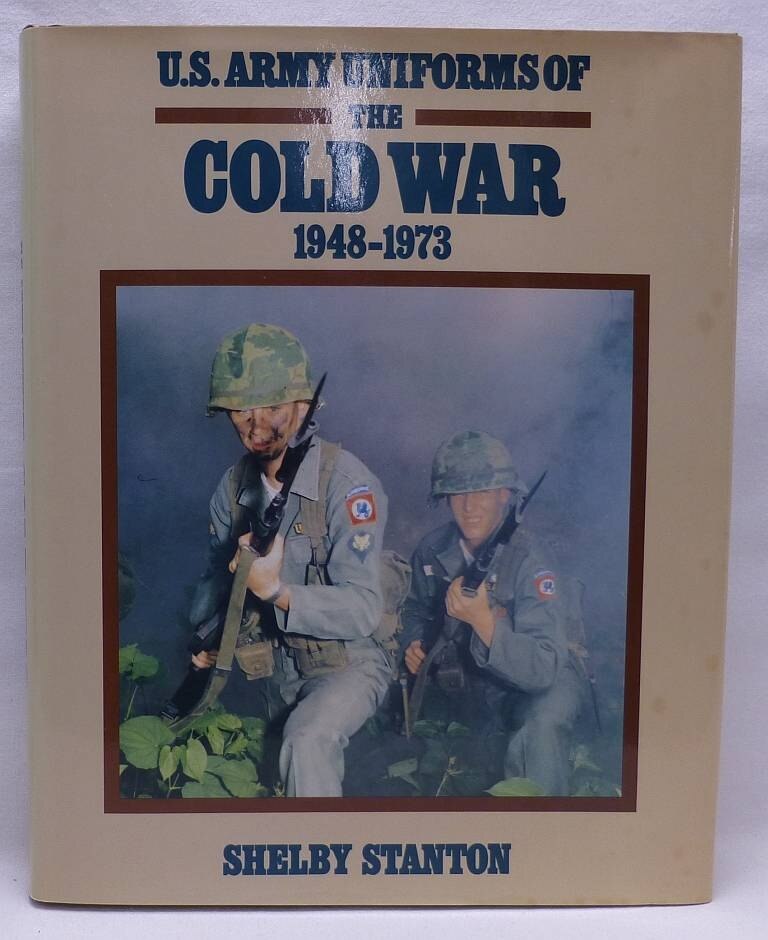 U.S. ARMY UNIFORMS OF
THE
COLD WAR
1948-1973
SHELBY STANTON